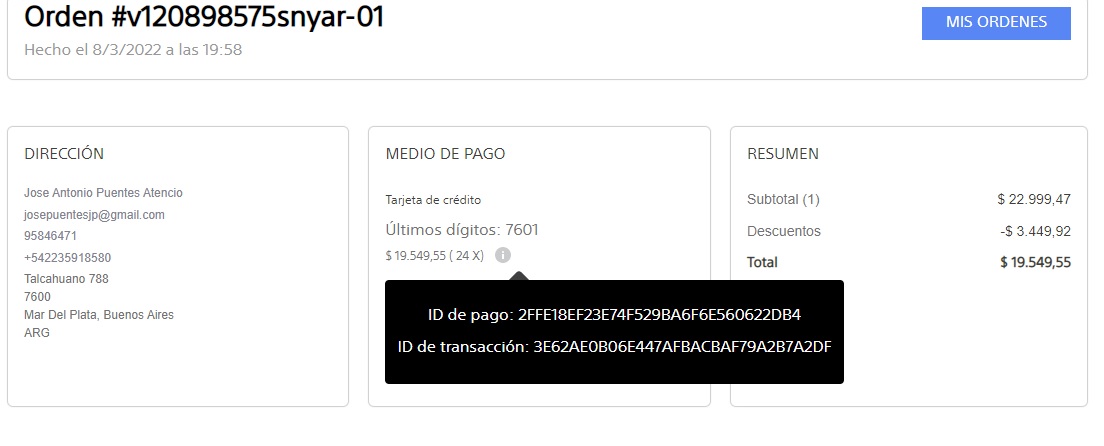 Orden #v120898575snyar-01
Hecho el 8/3/2022 a las 19:58
MIS ORDENES
DIRECCIÓN
Jose Antonio Puentes Atencio
josepuentesjp@gmail.com
95846471
+542235918580
Talcahuano 788
7600
Mar Del Plata, Buenos Aires
ARG
MEDIO DE PAGO
Tarjeta de crédito
Últimos dígitos: 7601
$ 19.549,55 ( 24 X) i
ID de pago: 2FFE18EF23E74F529BA6F6E560622DB4
ID de transacción: 3E62AE0B06E447AFBACBAF79A2B7A2DF
RESUMEN
Subtotal (1) $ 22.999,47
Descuentos -$ 3.449,92
Total $ 19.549,55